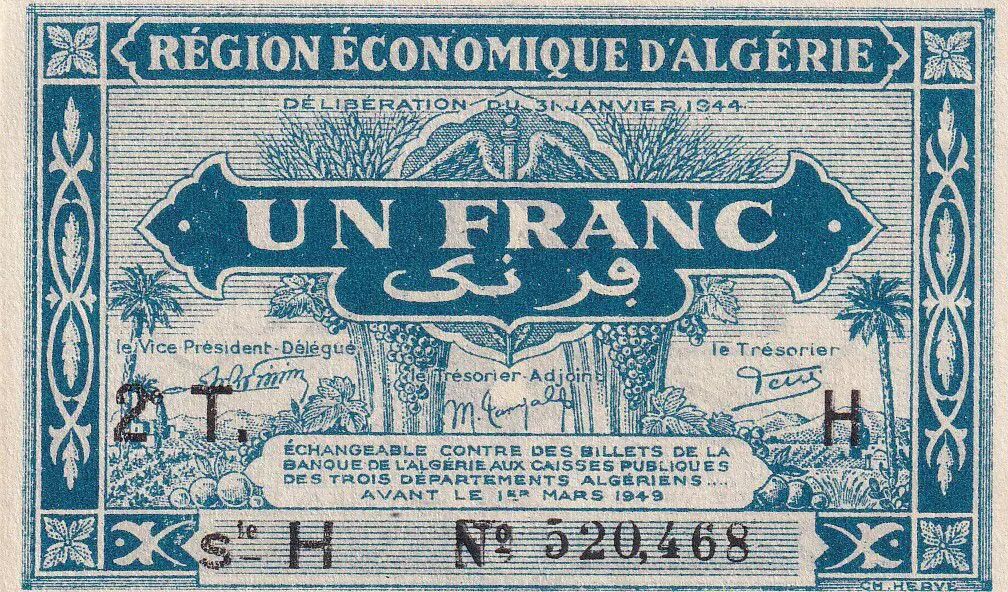 RÉGION ÉCONOMIQUE D'ALGÉRIE
DÉLIBÉRATION DU 31 JANVIER 1944
UN FRANC
فرنك
le Vice Président-Délégué
le Trésorier-Adjoint
le Trésorier
2e T.
H
ÉCHANGEABLE CONTRE DES BILLETS DE LA
BANQUE DE L'ALGÉRIE AUX CAISSES PUBLIQUES
DES TROIS DÉPARTEMENTS ALGÉRIENS...
AVANT LE 1ER MARS 1949
Sie H No 520,468
CH. HERVÉ